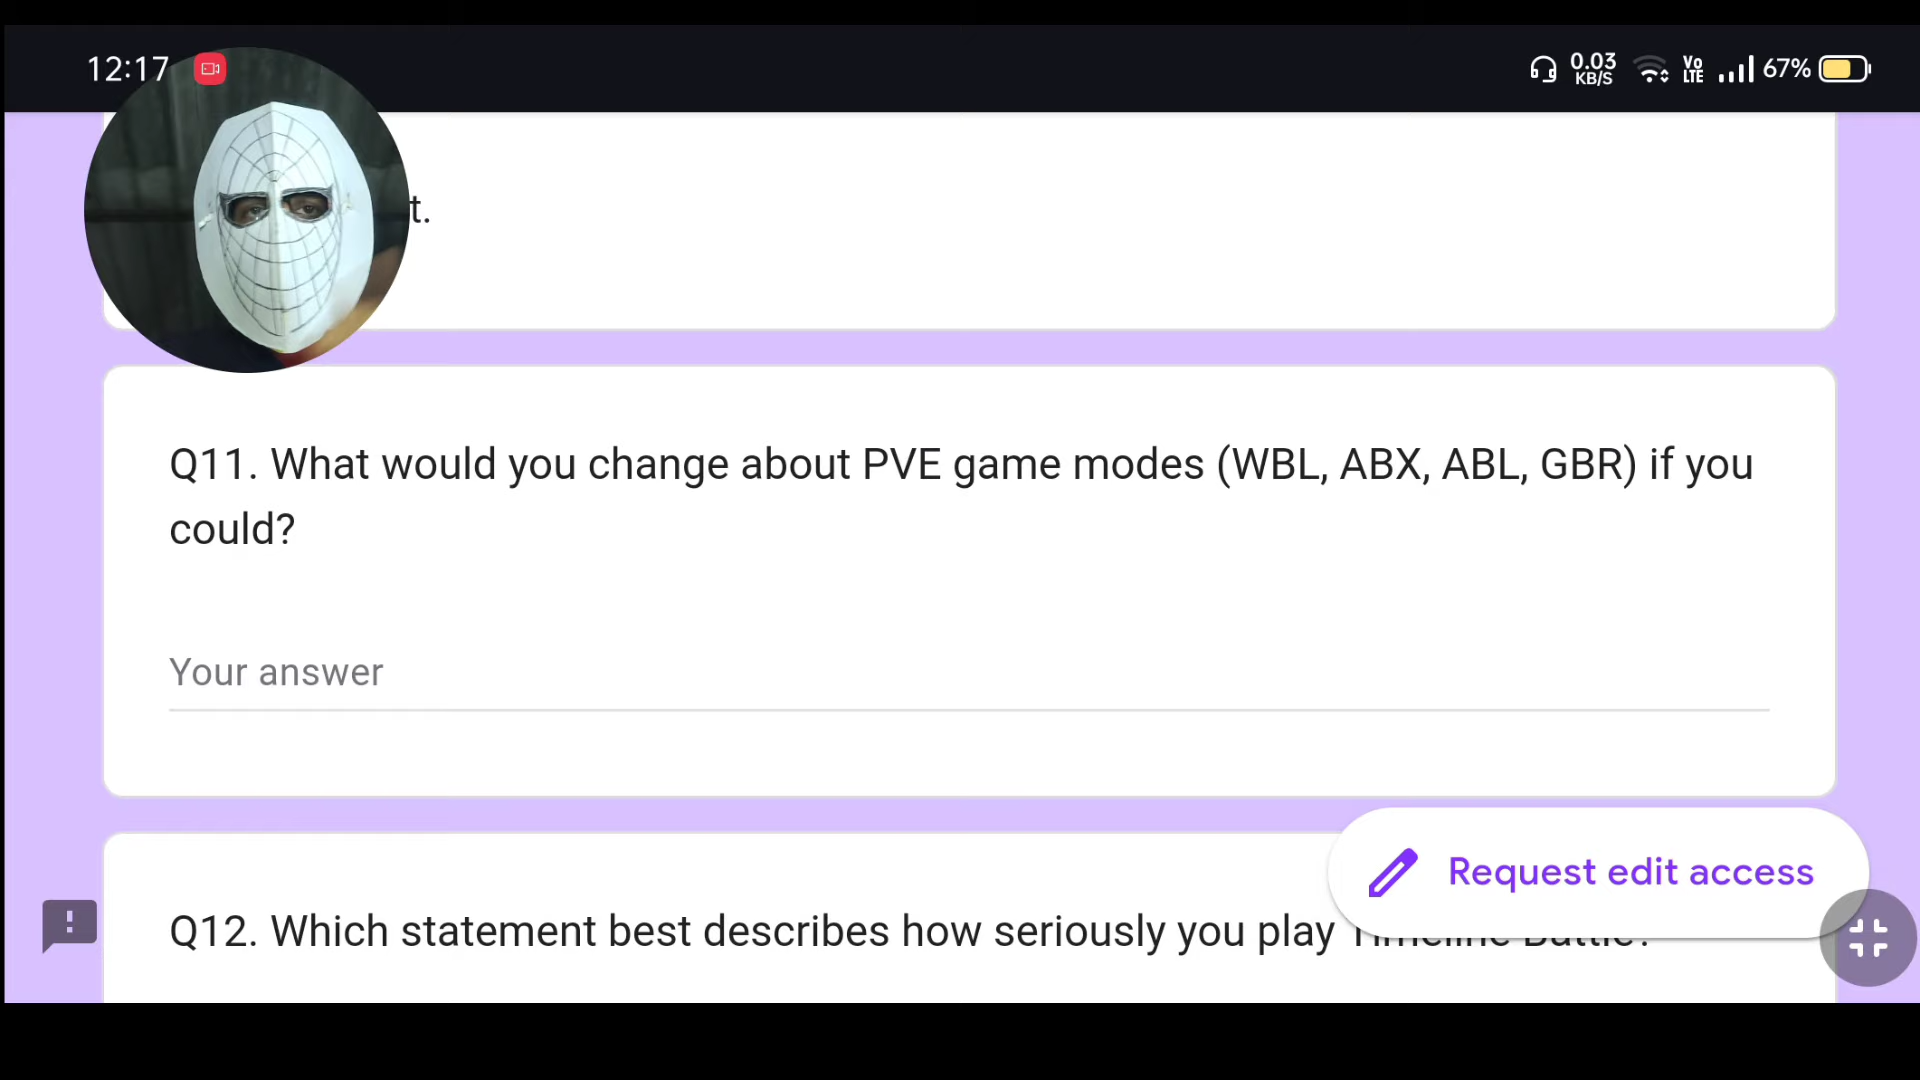 12:17
0.03
KB/S
Vo
LTE
67%
t.
Q11. What would you change about PVE game modes (WBL, ABX, ABL, GBR) if you
could?
Your answer
Request edit access
Q12. Which statement best describes how seriously you play Timeline Battle?